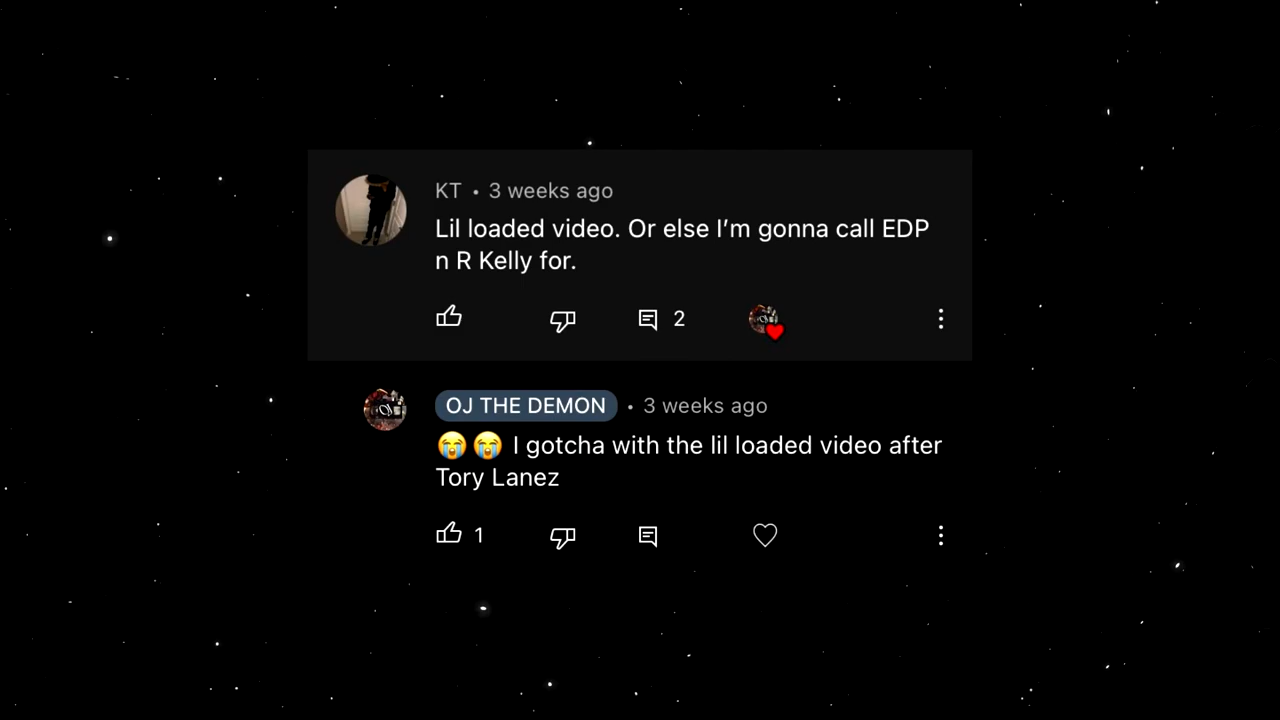 KT • 3 weeks ago
Lil loaded video. Or else I’m gonna call EDP
n R Kelly for.
2
OJ THE DEMON • 3 weeks ago
😭😭 I gotcha with the lil loaded video after
Tory Lanez
1